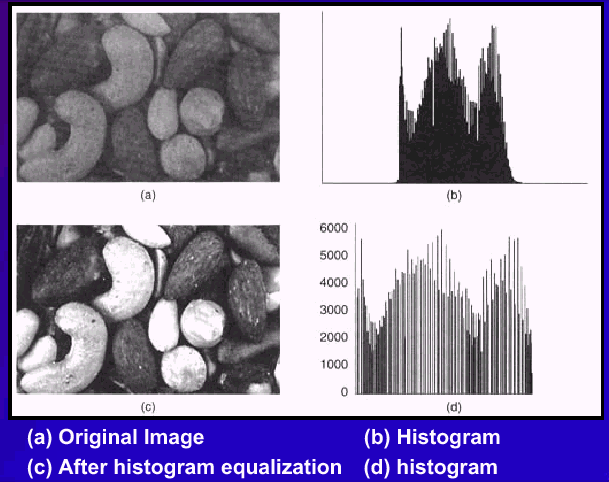 (a)
(b)
6000
5000
4000
3000
2000
1000
0
(c)
(d)
(a) Original Image
(b) Histogram
(c) After histogram equalization
(d) histogram